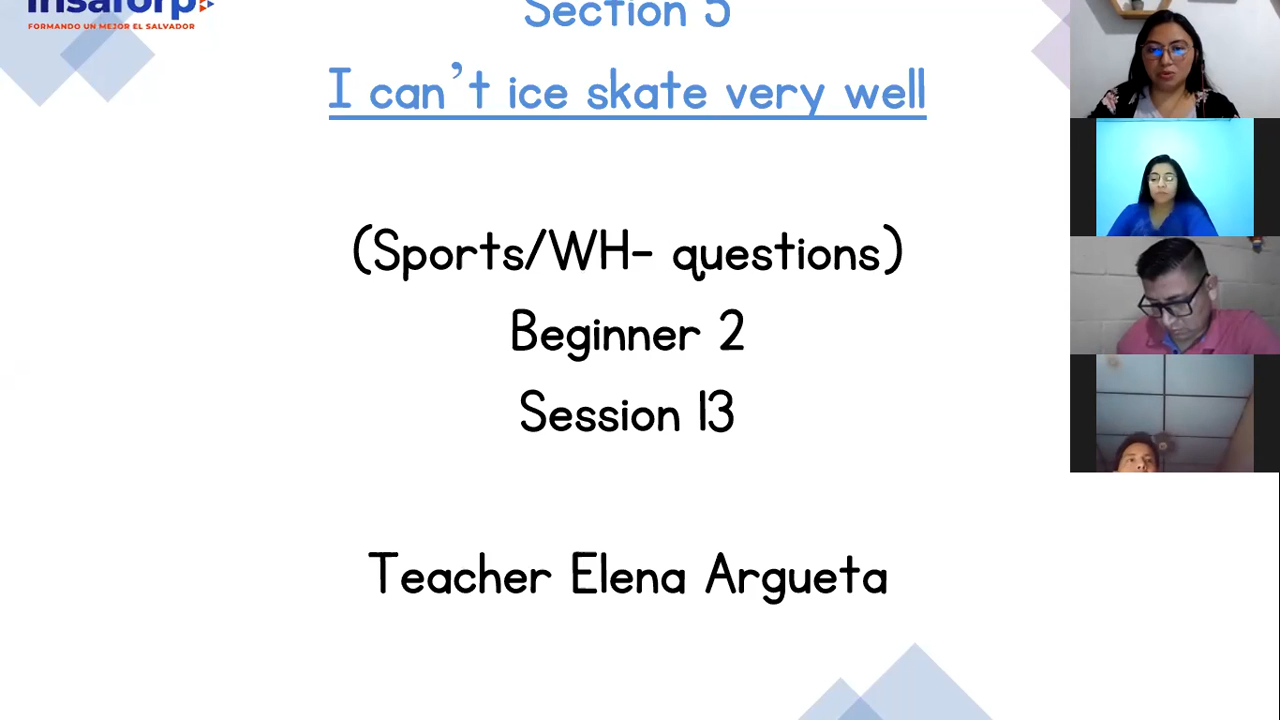 insaforp
FORMANDO UN MEJOR EL SALVADOR
Section 5
I can't ice skate very well
(Sports/WH- questions)
Beginner 2
Session 13
Teacher Elena Argueta